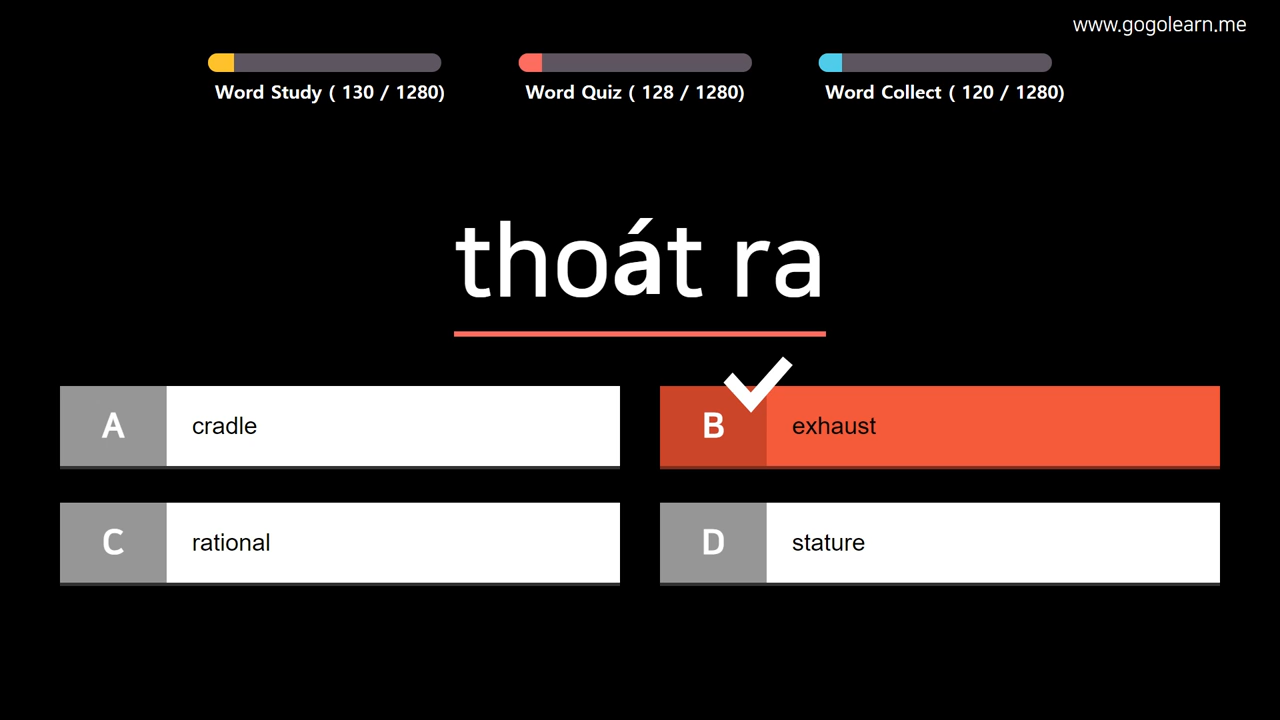 www.gogolearn.me
Word Study ( 130 / 1280)
Word Quiz ( 128 / 1280)
Word Collect ( 120 / 1280)
thoát ra
A cradle
B exhaust
C rational
D stature